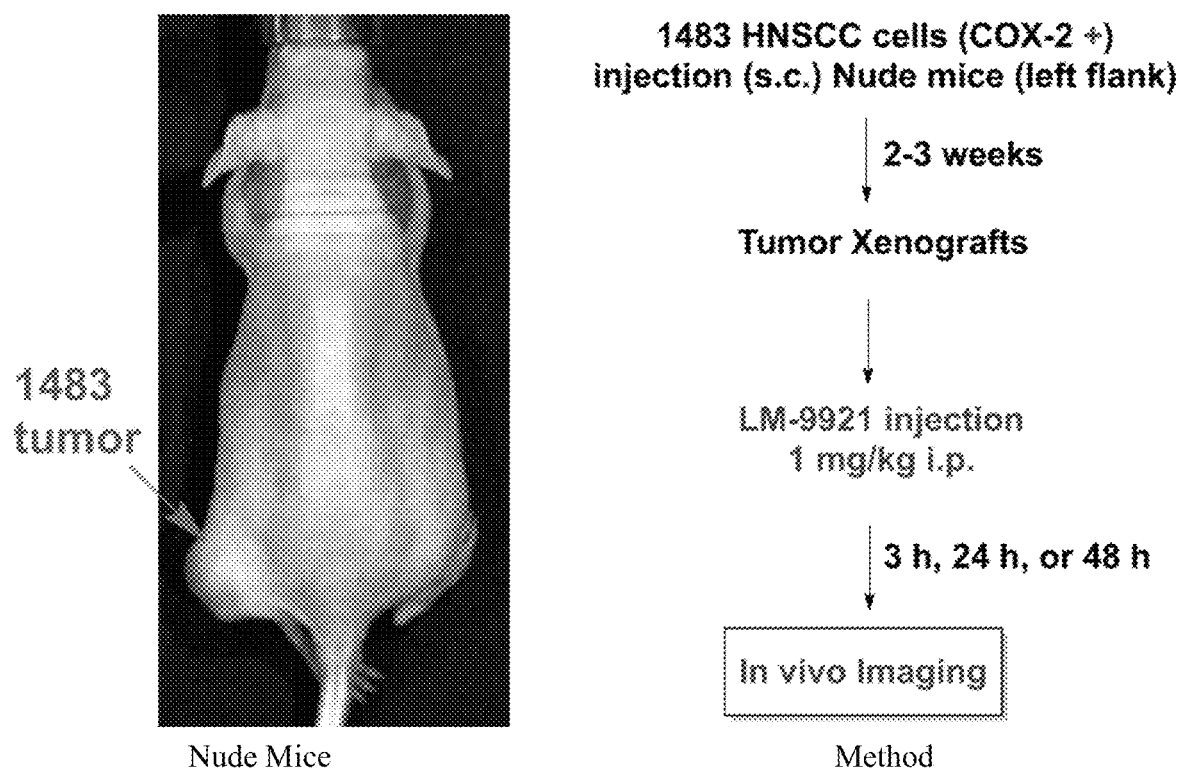 1483
tumor
Nude Mice
1483 HNSCC cells (COX-2 +)
injection (s.c.) Nude mice (left flank)
2-3 weeks
Tumor Xenografts
LM-9921 injection
1 mg/kg i.p.
3 h, 24 h, or 48 h
In vivo Imaging
Method